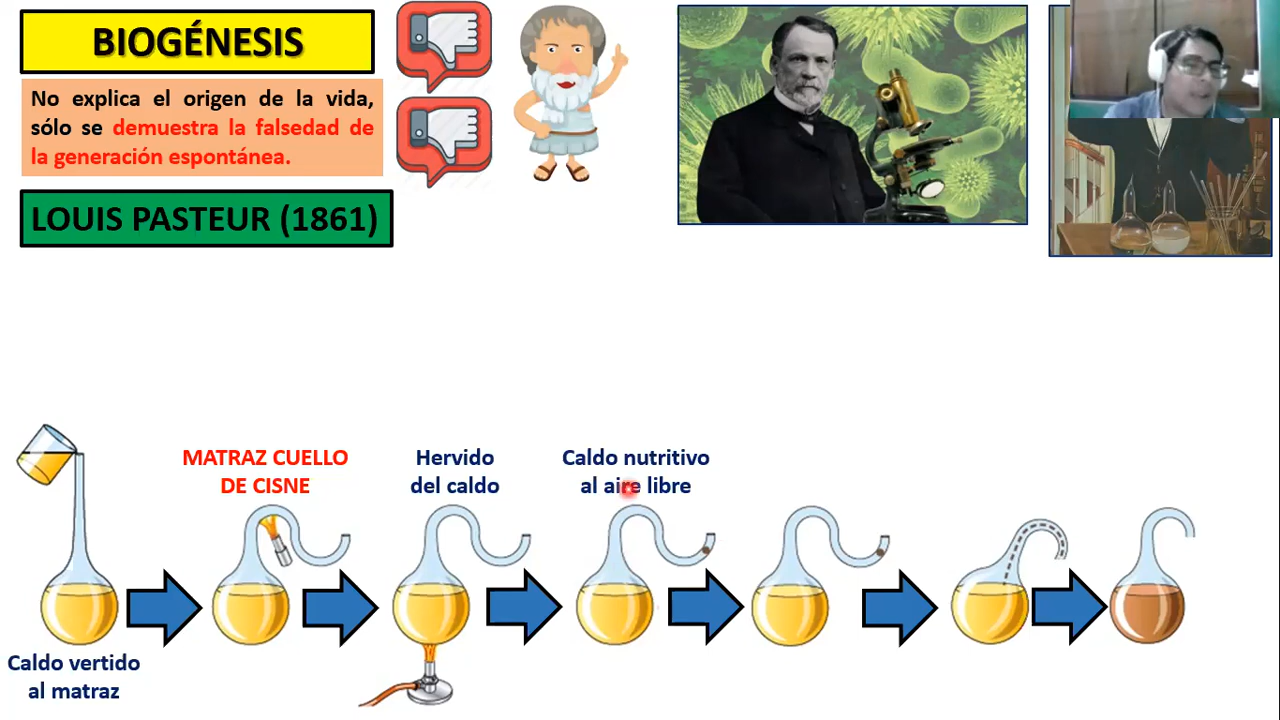 BIOGÉNESIS
No explica el origen de la vida,
sólo se demuestra la falsedad de
la generación espontánea.
LOUIS PASTEUR (1861)
MATRAZ CUELLO
DE CISNE
Hervido
del caldo
Caldo nutritivo
al aire libre
Caldo vertido
al matraz